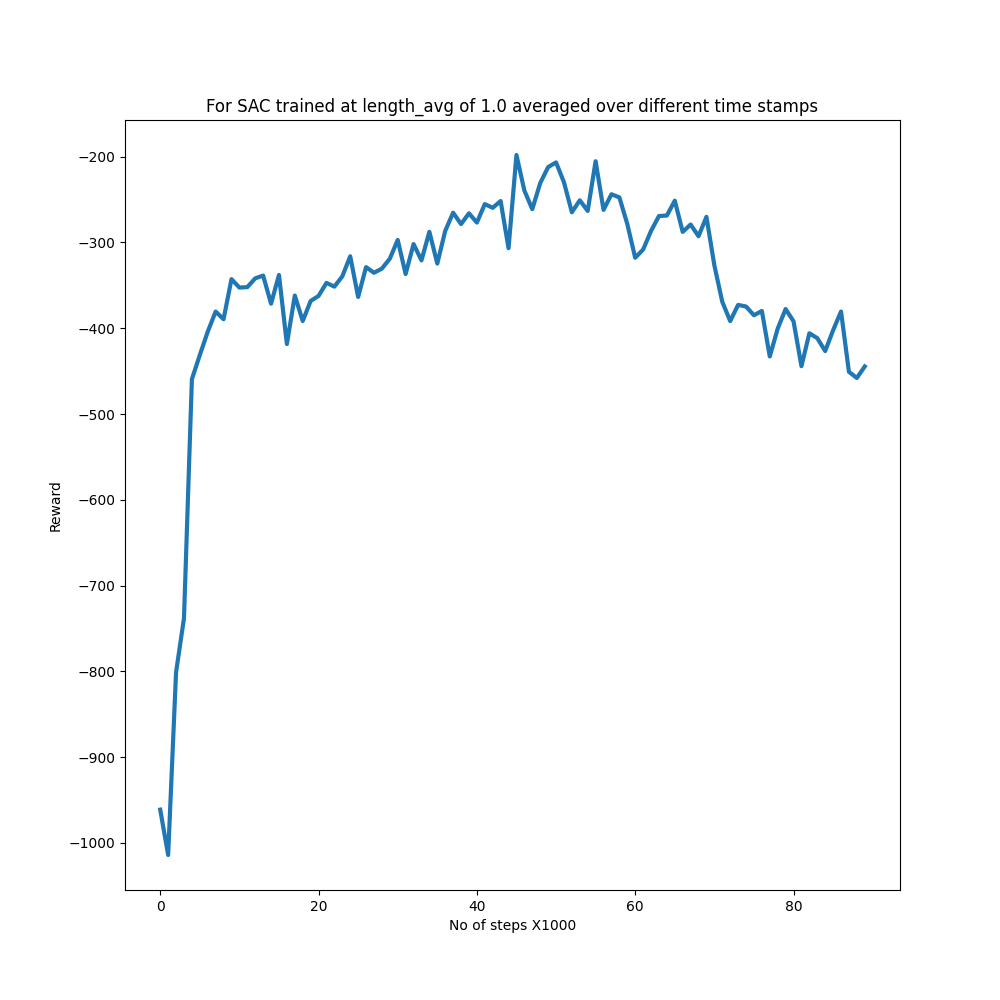 For SAC trained at length_avg of 1.0 averaged over different time stamps
−200
−300
−400
−500
−600
−700
−800
−900
−1000
Reward
0 20 40 60 80
No of steps X1000